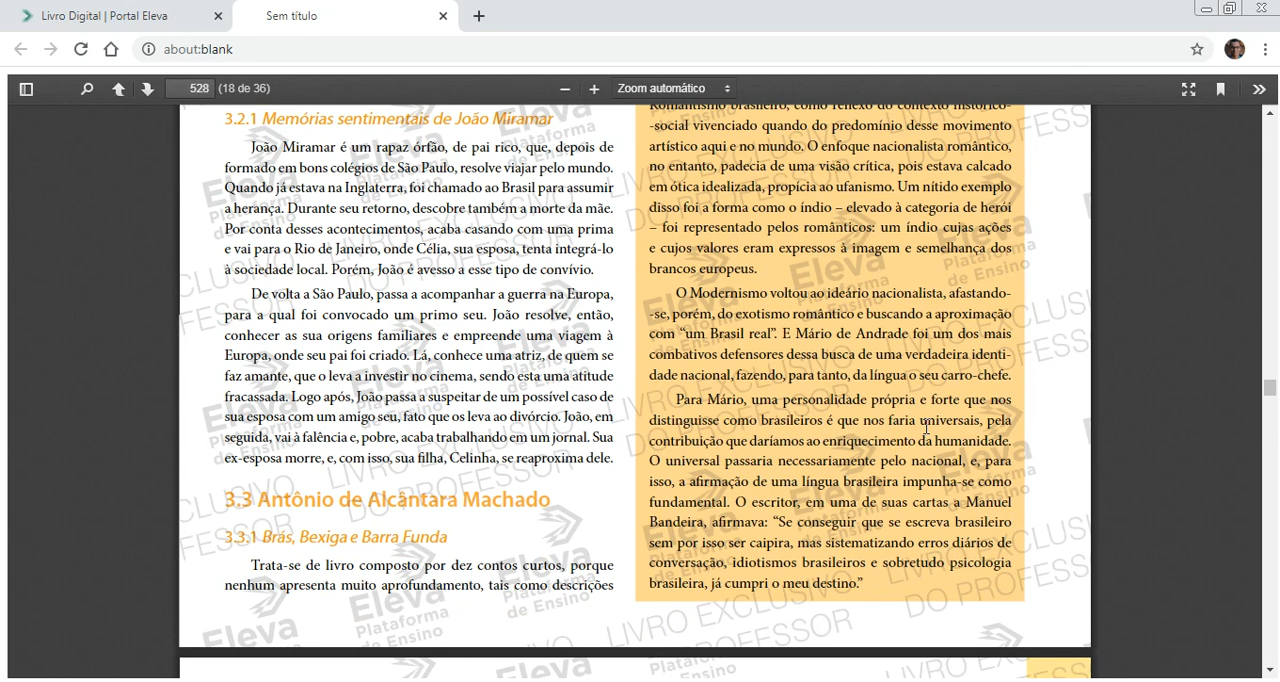 Livro Digital | Portal Eleva
Sem título
about:blank
528 (18 de 36)
Zoom automático
3.2.1 Memórias sentimentais de João Miramar
João Miramar é um rapaz órfão, de pai rico, que, depois de
formado em bons colégios de São Paulo, resolve viajar pelo mundo.
Quando já estava na Inglaterra, foi chamado ao Brasil para assumir
a herança. Durante seu retorno, descobre também a morte da mãe.
Por conta desses acontecimentos, acaba casando com uma prima
e vai para o Rio de Janeiro, onde Célia, sua esposa, tenta integrá-lo
à sociedade local. Porém, João é avesso a esse tipo de convívio.
De volta a São Paulo, passa a acompanhar a guerra na Europa,
para a qual foi convocado um primo seu. João resolve, então,
conhecer as sua origens familiares e empreende uma viagem à
Europa, onde seu pai foi criado. Lá, conhece uma atriz, de quem se
faz amante, que o leva a investir no cinema, sendo esta uma atitude
fracassada. Logo após, João passa a suspeitar de um possível caso de
sua esposa com um amigo seu, fato que os leva ao divórcio. João, em
seguida, vai à falência e, pobre, acaba trabalhando em um jornal. Sua
ex-esposa morre, e, com isso, sua filha, Celinha, se reaproxima dele.
3.3 Antônio de Alcântara Machado
3.3.1 Brás, Bexiga e Barra Funda
Trata-se de livro composto por dez contos curtos, porque
nenhum apresenta muito aprofundamento, tais como descrições
Romantismo brasileiro, como reflexo do contexto histórico-
-social vivenciado quando do predomínio desse movimento
artístico aqui e no mundo. O enfoque nacionalista romântico,
no entanto, padecia de uma visão crítica, pois estava calcado
em ótica idealizada, propícia ao ufanismo. Um nítido exemplo
disso foi a forma como o índio – elevado à categoria de herói
– foi representado pelos românticos: um índio cujas ações
e cujos valores eram expressos à imagem e semelhança dos
brancos europeus.
O Modernismo voltou ao ideário nacionalista, afastando-
-se, porém, do exotismo romântico e buscando a aproximação
com “um Brasil real”. E Mário de Andrade foi um dos mais
combativos defensores dessa busca de uma verdadeira identi-
dade nacional, fazendo, para tanto, da língua o seu carro-chefe.
Para Mário, uma personalidade própria e forte que nos
distinguisse como brasileiros é que nos faria universais, pela
contribuição que daríamos ao enriquecimento da humanidade.
O universal passaria necessariamente pelo nacional, e, para
isso, a afirmação de uma língua brasileira impunha-se como
fundamental. O escritor, em uma de suas cartas a Manuel
Bandeira, afirmava: “Se conseguir que se escreva brasileiro
sem por isso ser caipira, mas sistematizando erros diários de
conversação, idiotismos brasileiros e sobretudo psicologia
brasileira, já cumpri o meu destino.”
Eleva
Plataforma
de Ensino
LIVRO EXCLUSIVO
DO PROFESSOR